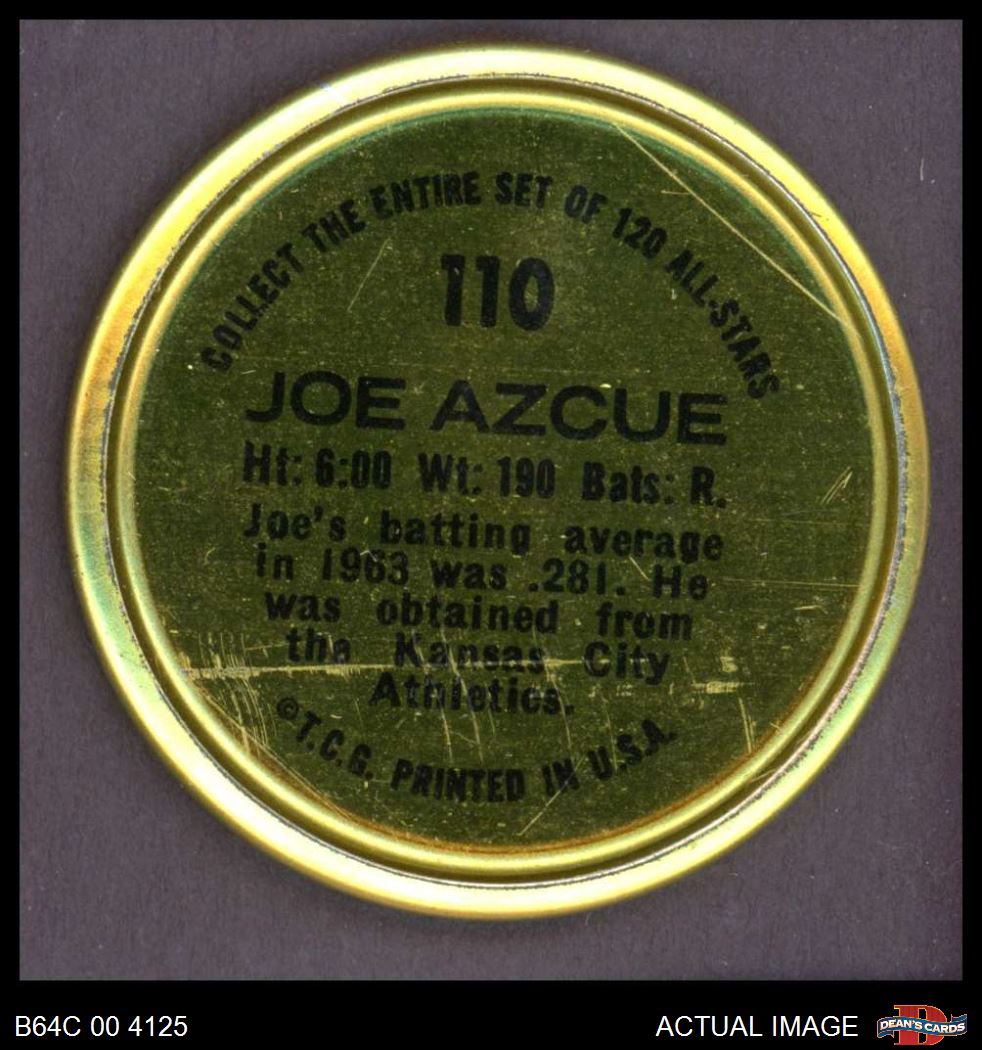 COLLECT THE ENTIRE SET OF 120 ALL-STARS
110
JOE AZCUE
Ht: 6:00 Wt: 190 Bats: R.
Joe's batting average
in 1963 was .281. He
was obtained from
the Kansas City
Athletics.
©T.C.G. PRINTED IN U.S.A.
B64C 00 4125
ACTUAL IMAGE
DEAN'S CARDS